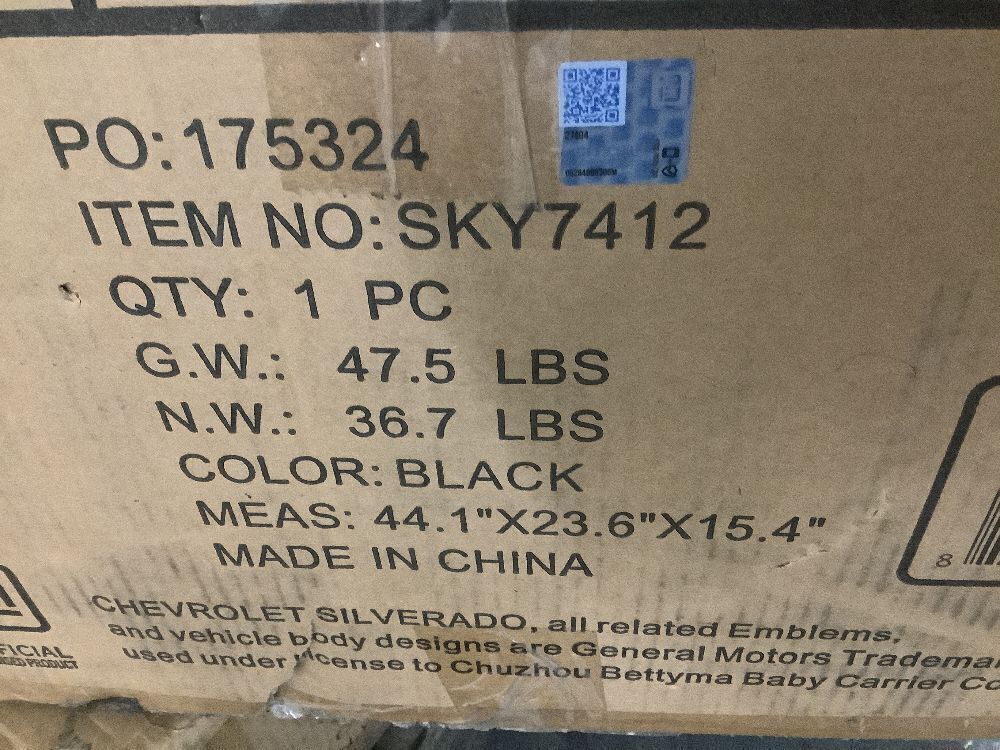 PO: 175324
ITEM NO: SKY7412
QTY: 1 PC
G.W.: 47.5 LBS
N.W.: 36.7 LBS
COLOR: BLACK
MEAS: 44.1"X23.6"X15.4"
MADE IN CHINA
8
CHEVROLET SILVERADO, all related Emblems,
and vehicle body designs are General Motors
used under license to Chuzhou Bettyma Baby Carrier